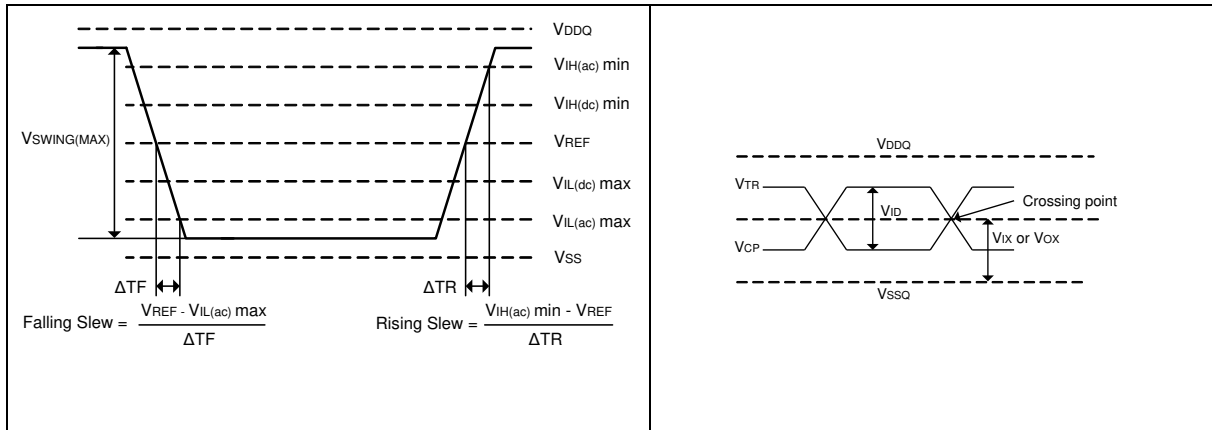 VDDQ
VIH(ac) min
VIH(dc) min
VSWING(MAX)
VREF
VIL(dc) max
VIL(ac) max
VSS
ΔTF
ΔTR
Falling Slew = VREF - VIL(ac) max
ΔTF
Rising Slew = VIH(ac) min - VREF
ΔTR
VDDQ
VTR
VID
Crossing point
VCP
VIX or VOX
VSSQ